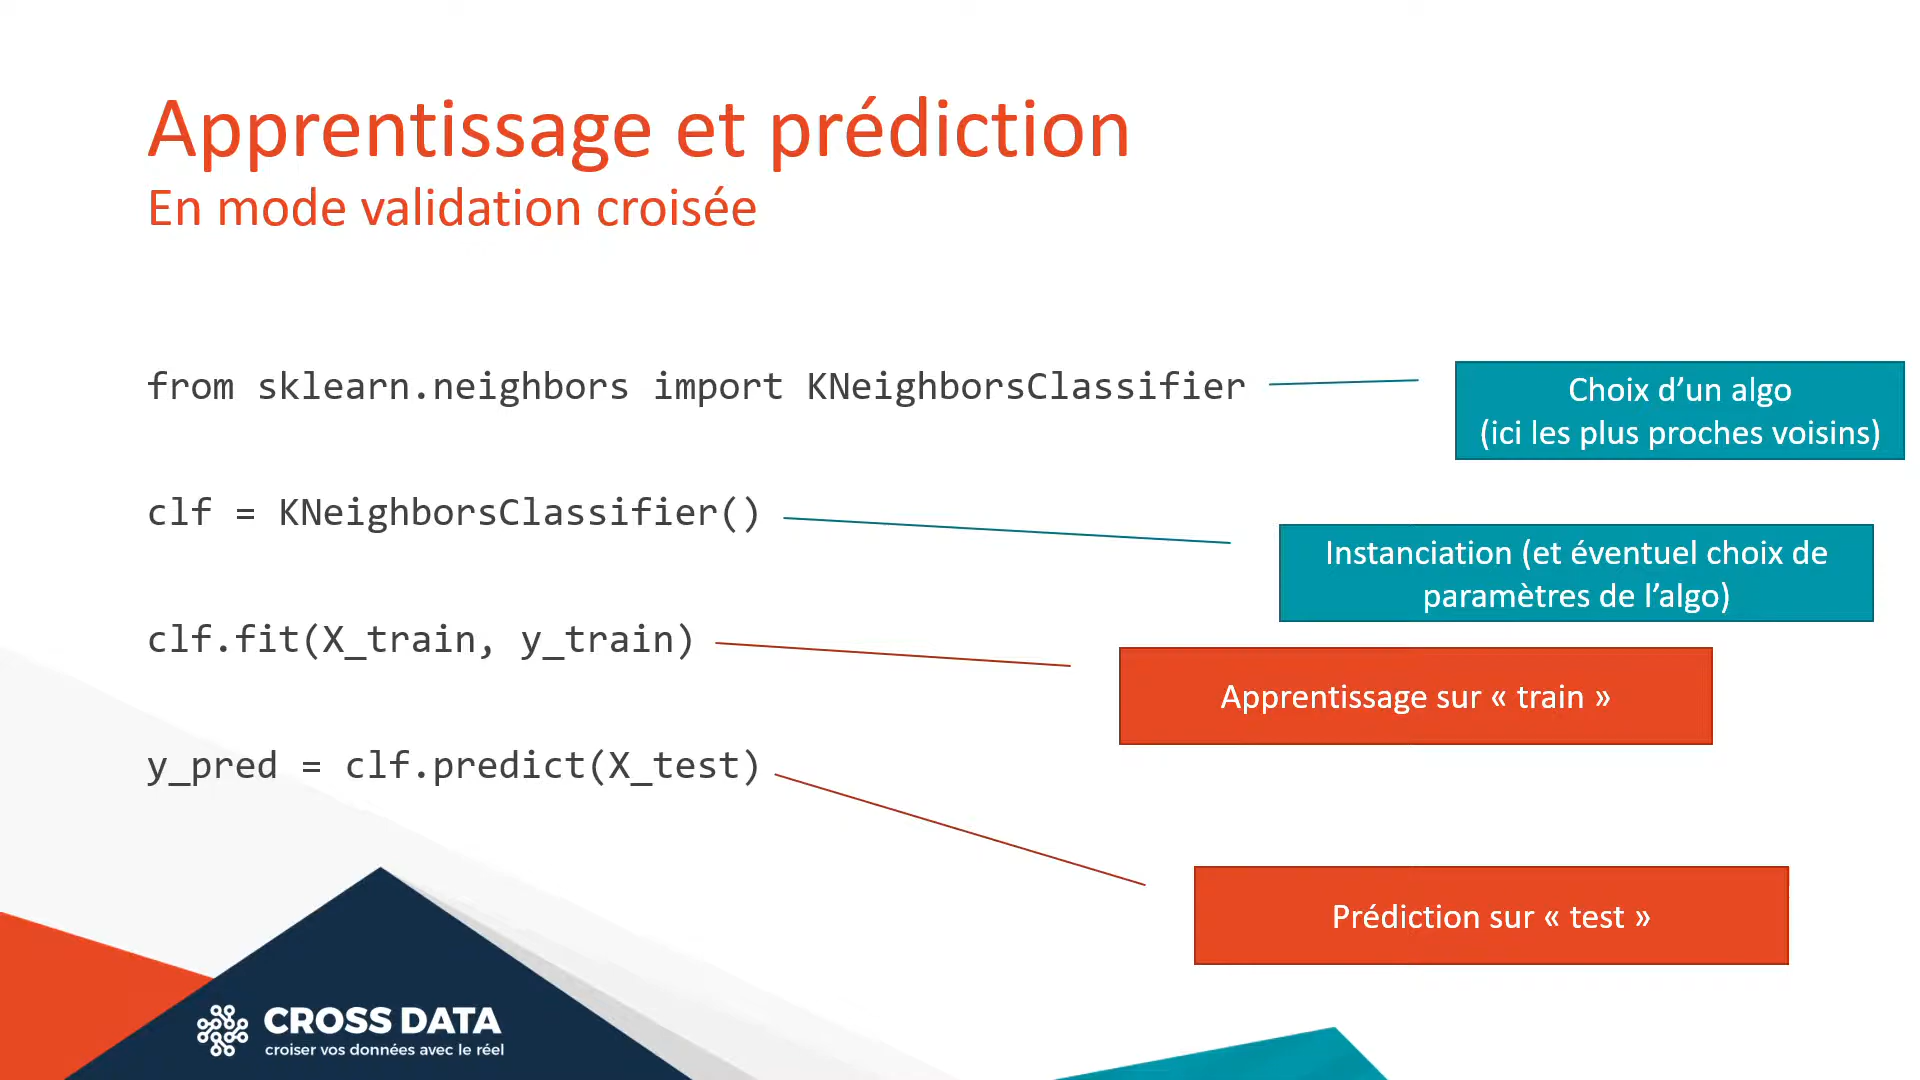 Apprentissage et prédiction
En mode validation croisée
from sklearn.neighbors import KNeighborsClassifier
Choix d’un algo
(ici les plus proches voisins)
clf = KNeighborsClassifier()
Instanciation (et éventuel choix de
paramètres de l’algo)
clf.fit(X_train, y_train)
Apprentissage sur « train »
y_pred = clf.predict(X_test)
Prédiction sur « test »
CROSS DATA
croiser vos données avec le réel